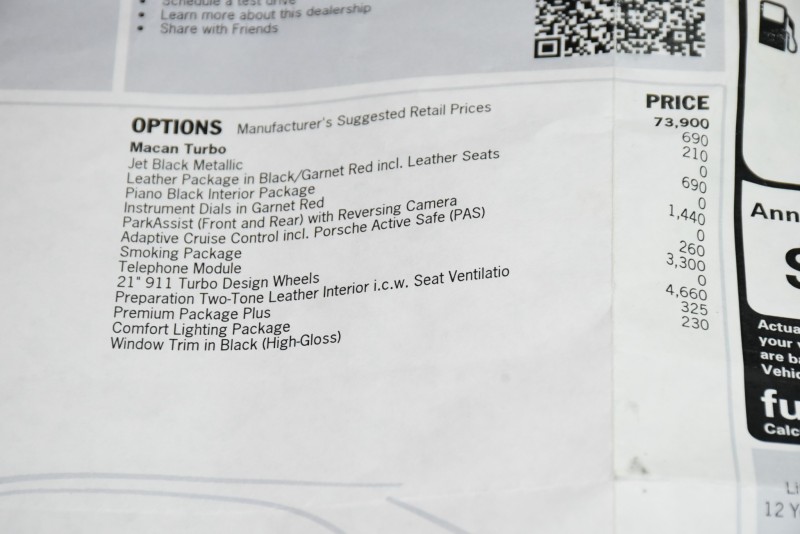 • Schedule a test drive
• Learn more about this dealership
• Share with Friends
OPTIONS Manufacturer's Suggested Retail Prices PRICE
Macan Turbo 73,900
Jet Black Metallic 690
Leather Package in Black/Garnet Red incl. Leather Seats 210
Piano Black Interior Package 0
Instrument Dials in Garnet Red 690
ParkAssist (Front and Rear) with Reversing Camera 0
Adaptive Cruise Control incl. Porsche Active Safe (PAS) 1,440
Smoking Package 0
Telephone Module 260
21" 911 Turbo Design Wheels 3,300
Preparation Two-Tone Leather Interior i.c.w. Seat Ventilatio 0
Premium Package Plus 4,660
Comfort Lighting Package 325
Window Trim in Black (High-Gloss) 230
Ann
Actua
your
are b
Vehic
fu
Calc
Li
12 Y